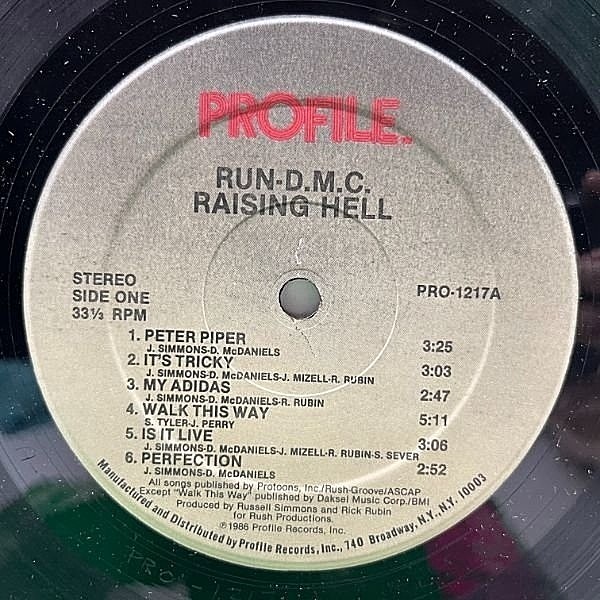 PROFILE™
RUN-D.M.C.
RAISING HELL
STEREO
SIDE ONE
33⅓ RPM
PRO-1217A
1. PETER PIPER 3:25
J. SIMMONS-D. McDANIELS
2. IT'S TRICKY 3:03
J. SIMMONS-D. McDANIELS-J. MIZELL-R. RUBIN
3. MY ADIDAS 2:47
J. SIMMONS-D. McDANIELS-R. RUBIN
4. WALK THIS WAY 5:11
S. TYLER-J. PERRY
5. IS IT LIVE 3:06
J. SIMMONS-D. McDANIELS-J. MIZELL-R. RUBIN-S. SEVER
6. PERFECTION 2:52
J. SIMMONS-D. McDANIELS
All songs published by Protoons, Inc./Rush-Groove/ASCAP
Except "Walk This Way" published by Daksel Music Corp./BMI
Produced by Russell Simmons and Rick Rubin
for Rush Productions.
℗1986 Profile Records, Inc.
Manufactured and Distributed by Profile Records, Inc., 740 Broadway, N.Y., N.Y. 10003